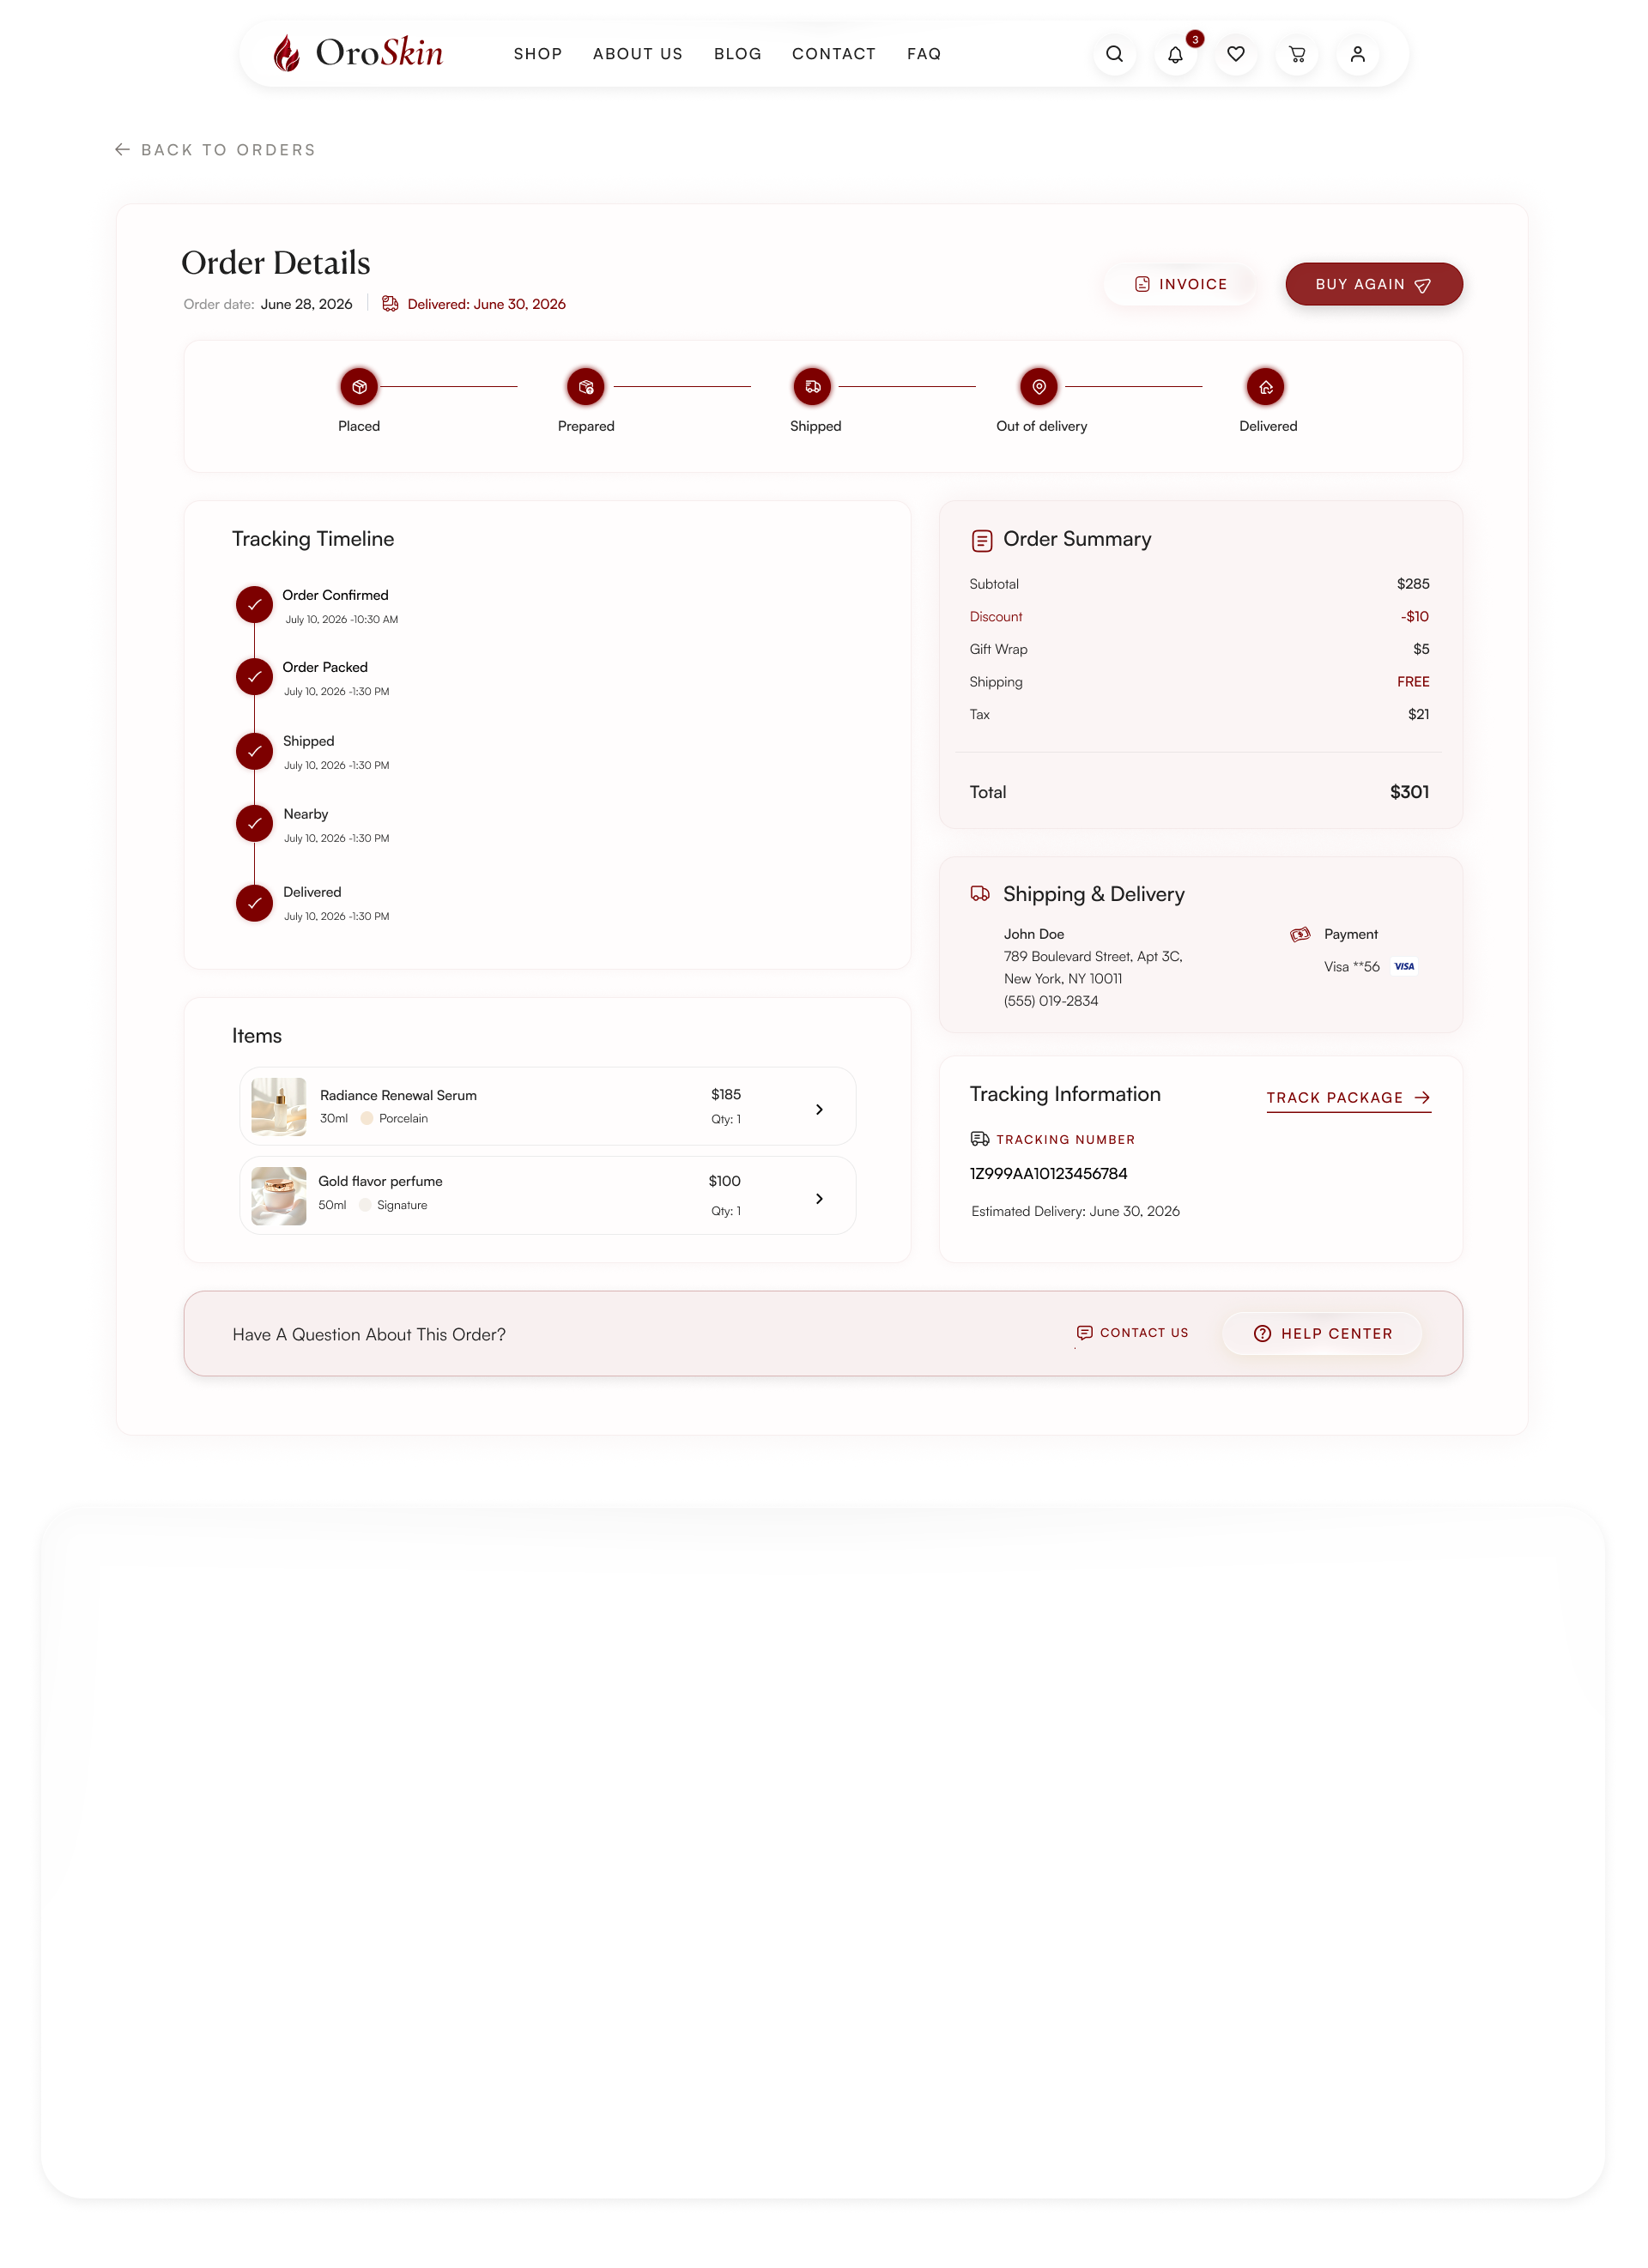 OroSkin
SHOP ABOUT US BLOG CONTACT FAQ
3
BACK TO ORDERS
Order Details
Order date: June 28, 2026 Delivered: June 30, 2026
INVOICE
BUY AGAIN
Placed
Prepared
Shipped
Out of delivery
Delivered
Tracking Timeline
Order Confirmed
July 10, 2026 -10:30 AM
Order Packed
July 10, 2026 -1:30 PM
Shipped
July 10, 2026 -1:30 PM
Nearby
July 10, 2026 -1:30 PM
Delivered
July 10, 2026 -1:30 PM
Order Summary
Subtotal $285
Discount -$10
Gift Wrap $5
Shipping FREE
Tax $21
Total $301
Shipping & Delivery
John Doe
789 Boulevard Street, Apt 3C,
New York, NY 10011
(555) 019-2834
Payment
Visa **56 VISA
Items
Radiance Renewal Serum $185
30ml Porcelain Qty: 1
Gold flavor perfume $100
50ml Signature Qty: 1
Tracking Information
TRACK PACKAGE
TRACKING NUMBER
1Z999AA10123456784
Estimated Delivery: June 30, 2026
Have A Question About This Order?
CONTACT US
HELP CENTER